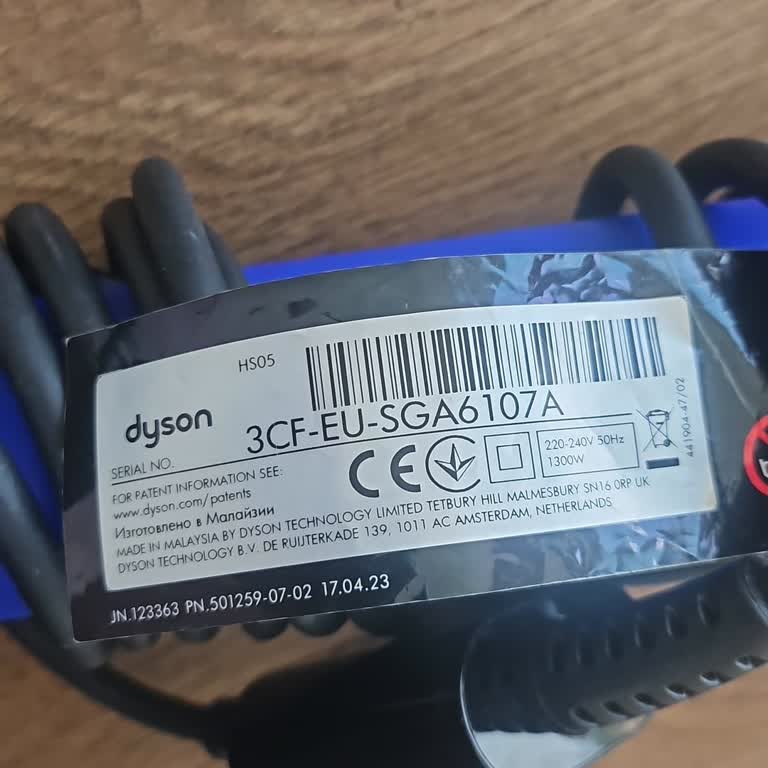 HS05
dyson
SERIAL NO. 3CF-EU-SGA6107A
FOR PATENT INFORMATION SEE:
www.dyson.com/patents
CE
220-240V 50Hz
1300W
441904-47/02
Изготовлено в Малайзии
MADE IN MALAYSIA BY DYSON TECHNOLOGY LIMITED TETBURY HILL MALMESBURY SN16 0RP UK
DYSON TECHNOLOGY B.V. DE RUIJTERKADE 139, 1011 AC AMSTERDAM, NETHERLANDS
JN.123363 PN.501259-07-02 17.04.23